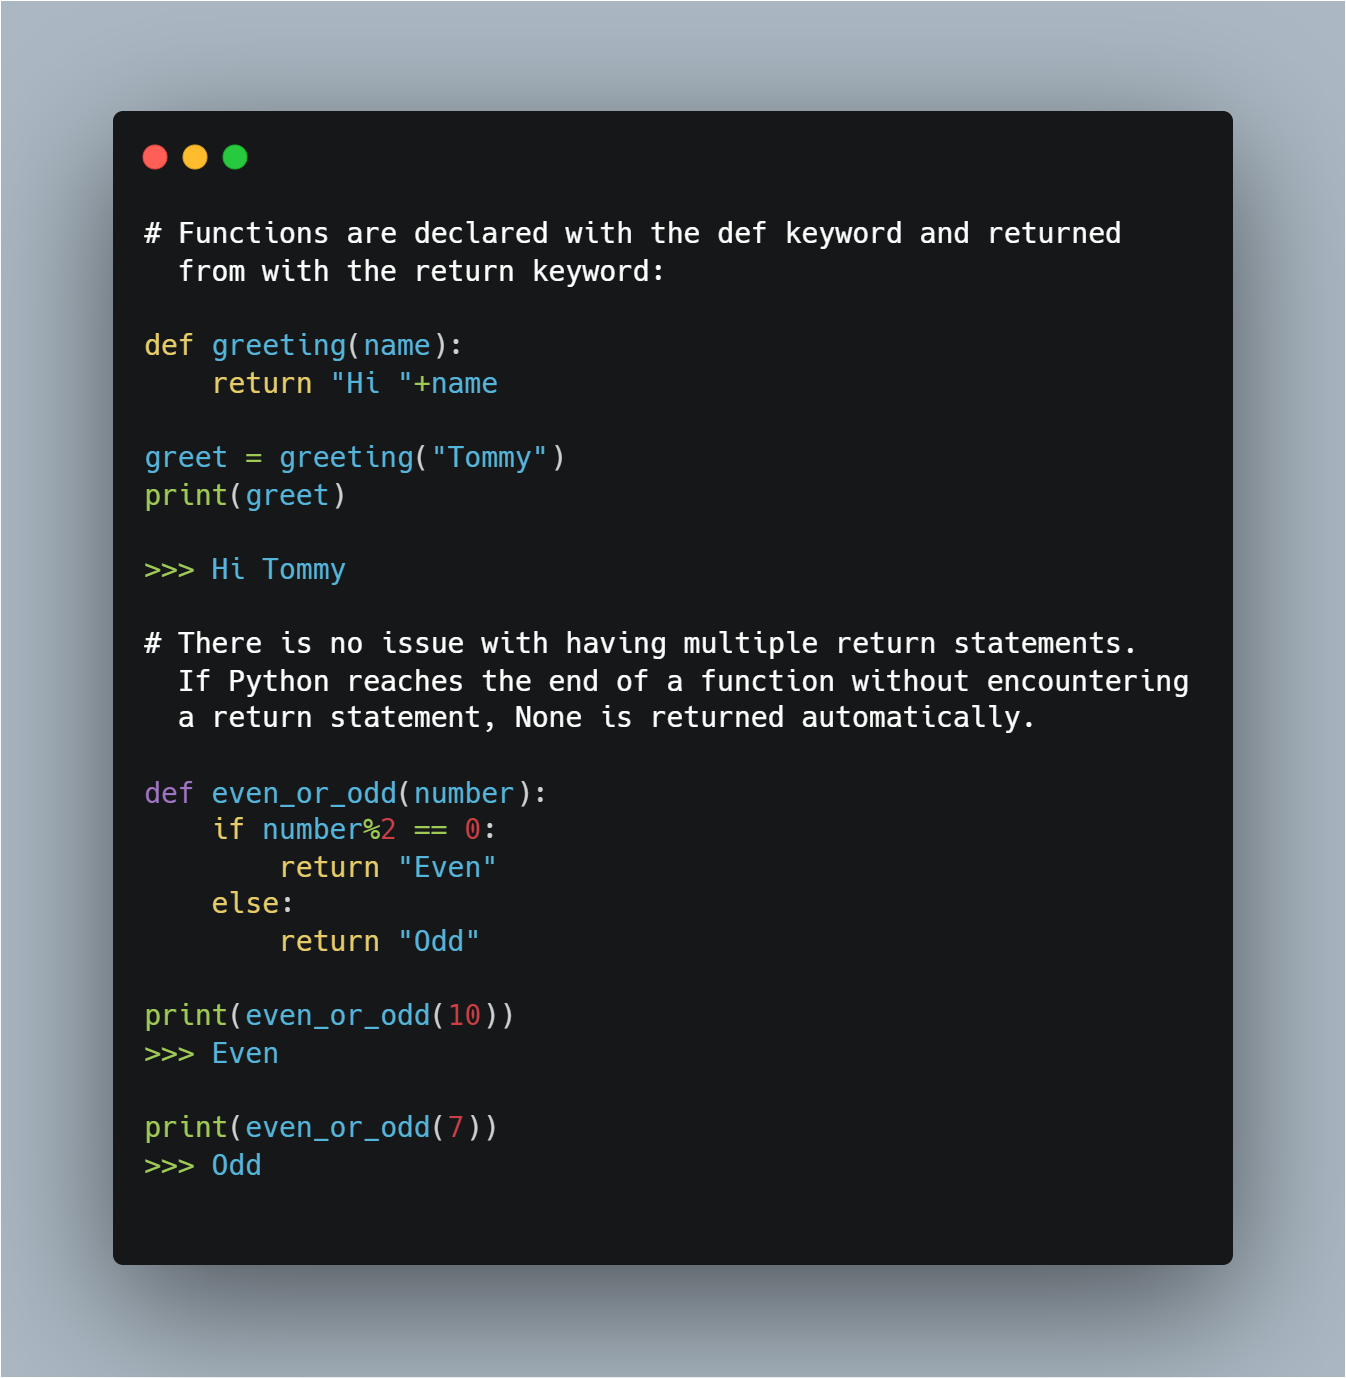 # Functions are declared with the def keyword and returned
  from with the return keyword:
def greeting(name):
    return "Hi "+name
greet = greeting("Tommy")
print(greet)
>>> Hi Tommy
# There is no issue with having multiple return statements.
  If Python reaches the end of a function without encountering
  a return statement, None is returned automatically.
def even_or_odd(number):
    if number%2 == 0:
        return "Even"
    else:
        return "Odd"
print(even_or_odd(10))
>>> Even
print(even_or_odd(7))
>>> Odd